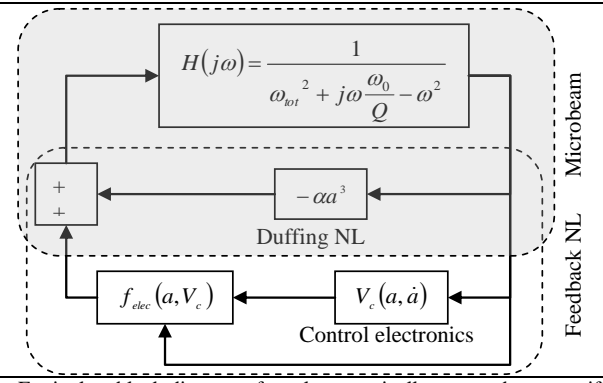 H(jω) = 1 / (ω_tot² + jω ω₀/Q − ω²)
Microbeam
+
+
− αa³
Duffing NL
Feedback NL
f_elec(a, V_c)
V_c(a, ȧ)
Control electronics